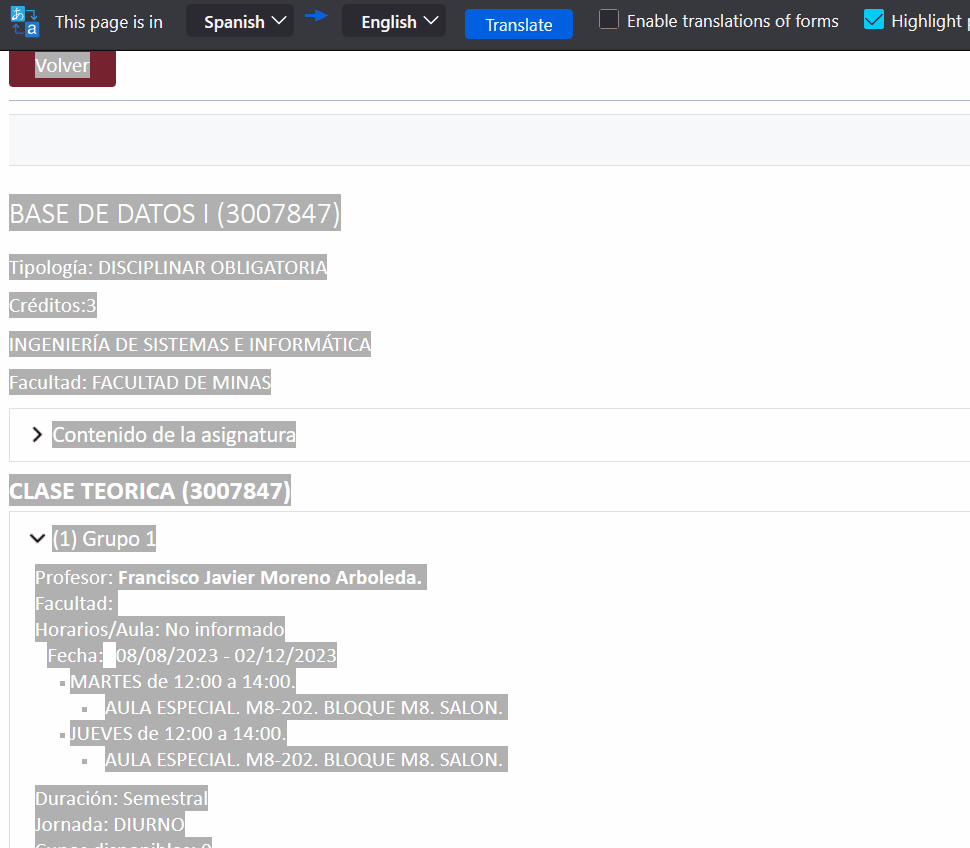 This page is in Spanish English Translate Enable translations of forms Highlight
Volver
BASE DE DATOS I (3007847)
Tipología: DISCIPLINAR OBLIGATORIA
Créditos:3
INGENIERÍA DE SISTEMAS E INFORMÁTICA
Facultad: FACULTAD DE MINAS
Contenido de la asignatura
CLASE TEORICA (3007847)
(1) Grupo 1
Profesor: Francisco Javier Moreno Arboleda.
Facultad:
Horarios/Aula: No informado
Fecha: 08/08/2023 - 02/12/2023
MARTES de 12:00 a 14:00.
AULA ESPECIAL. M8-202. BLOQUE M8. SALON.
JUEVES de 12:00 a 14:00.
AULA ESPECIAL. M8-202. BLOQUE M8. SALON.
Duración: Semestral
Jornada: DIURNO